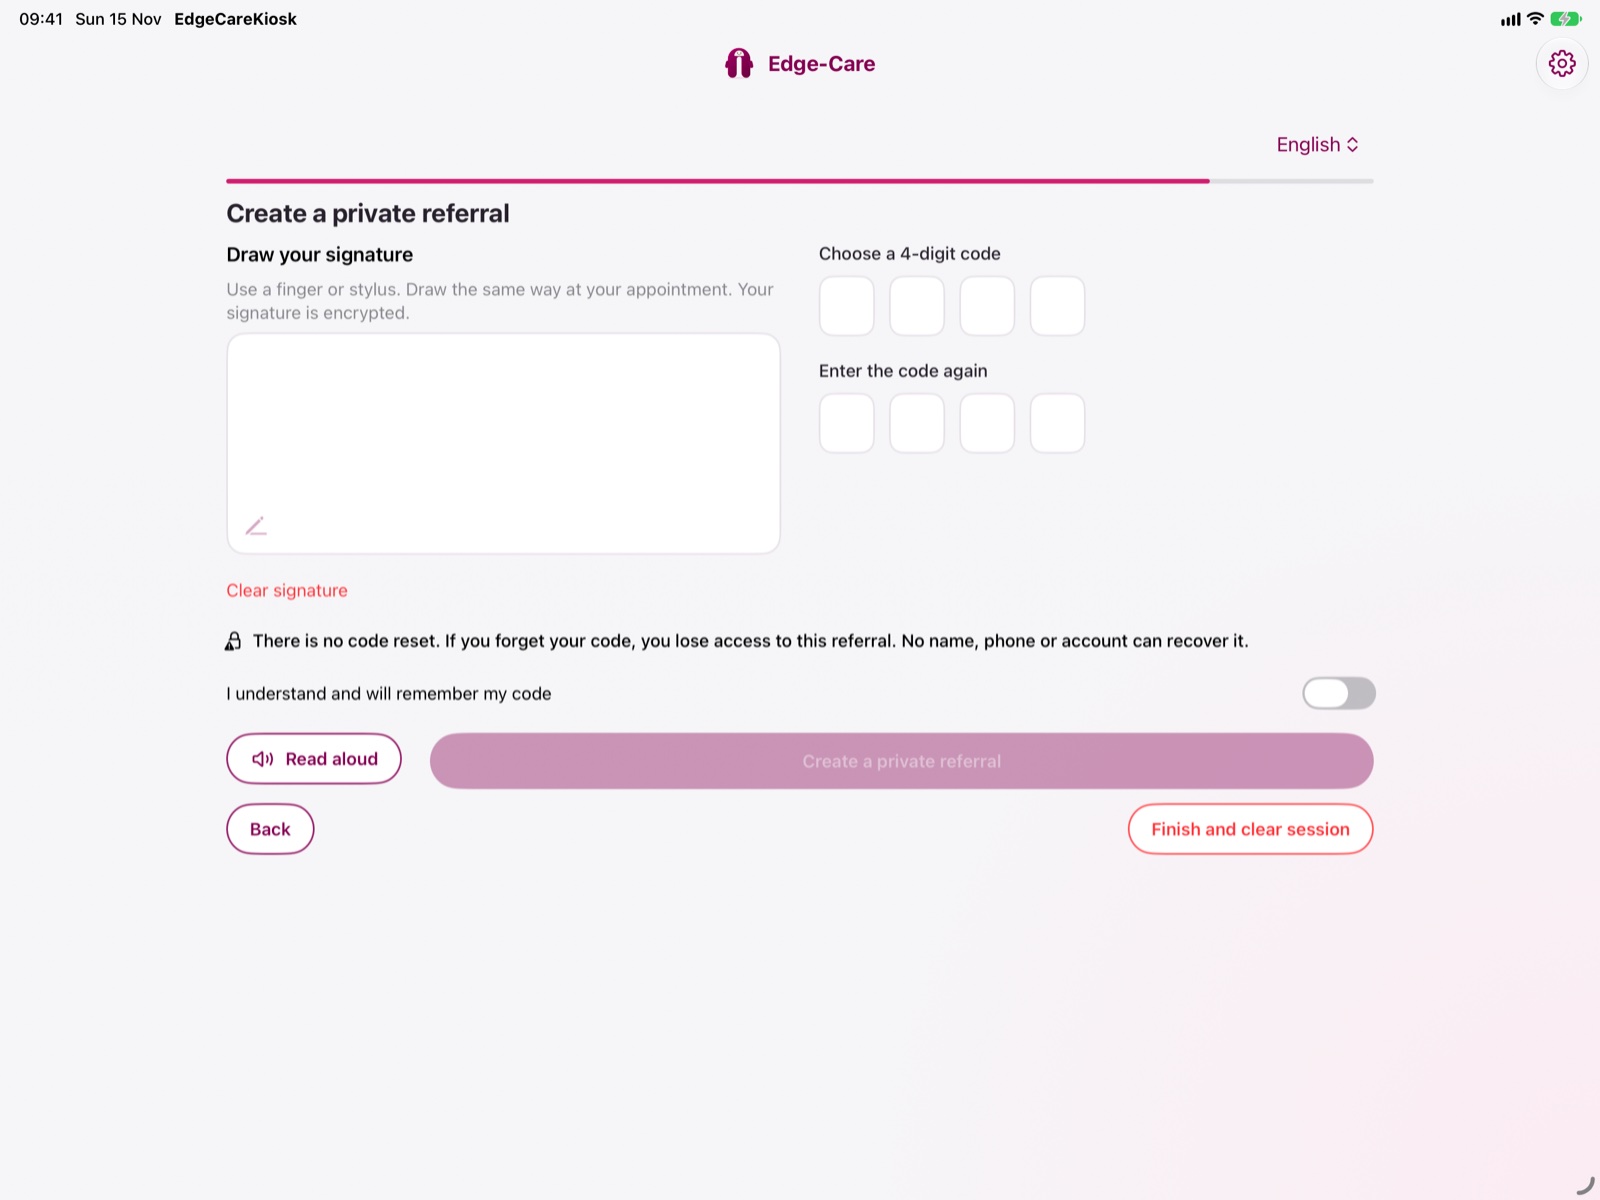 09:41 Sun 15 Nov EdgeCareKiosk
Edge-Care
English
Create a private referral
Draw your signature
Use a finger or stylus. Draw the same way at your appointment. Your
signature is encrypted.
Choose a 4-digit code
Enter the code again
Clear signature
There is no code reset. If you forget your code, you lose access to this referral. No name, phone or account can recover it.
I understand and will remember my code
Read aloud
Create a private referral
Back
Finish and clear session